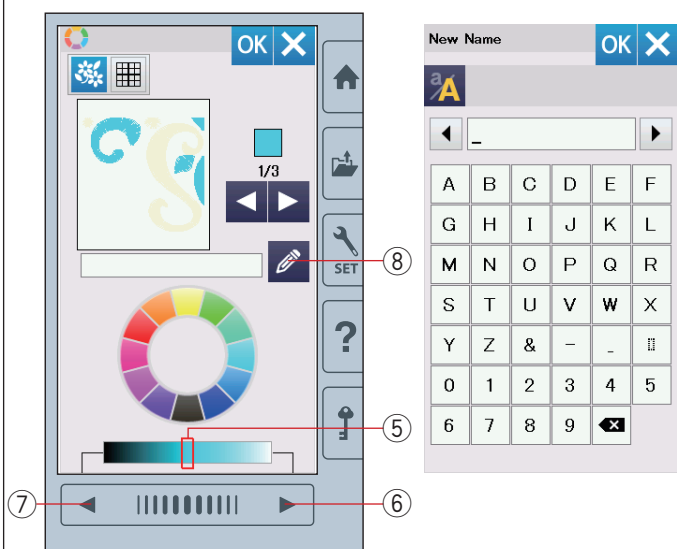 OK
1/3
SET
?
⑧
⑤
⑦
⑥
New Name
OK
a/A
_
A B C D E F
G H I J K L
M N O P Q R
S T U V W X
Y Z & - _
0 1 2 3 4 5
6 7 8 9